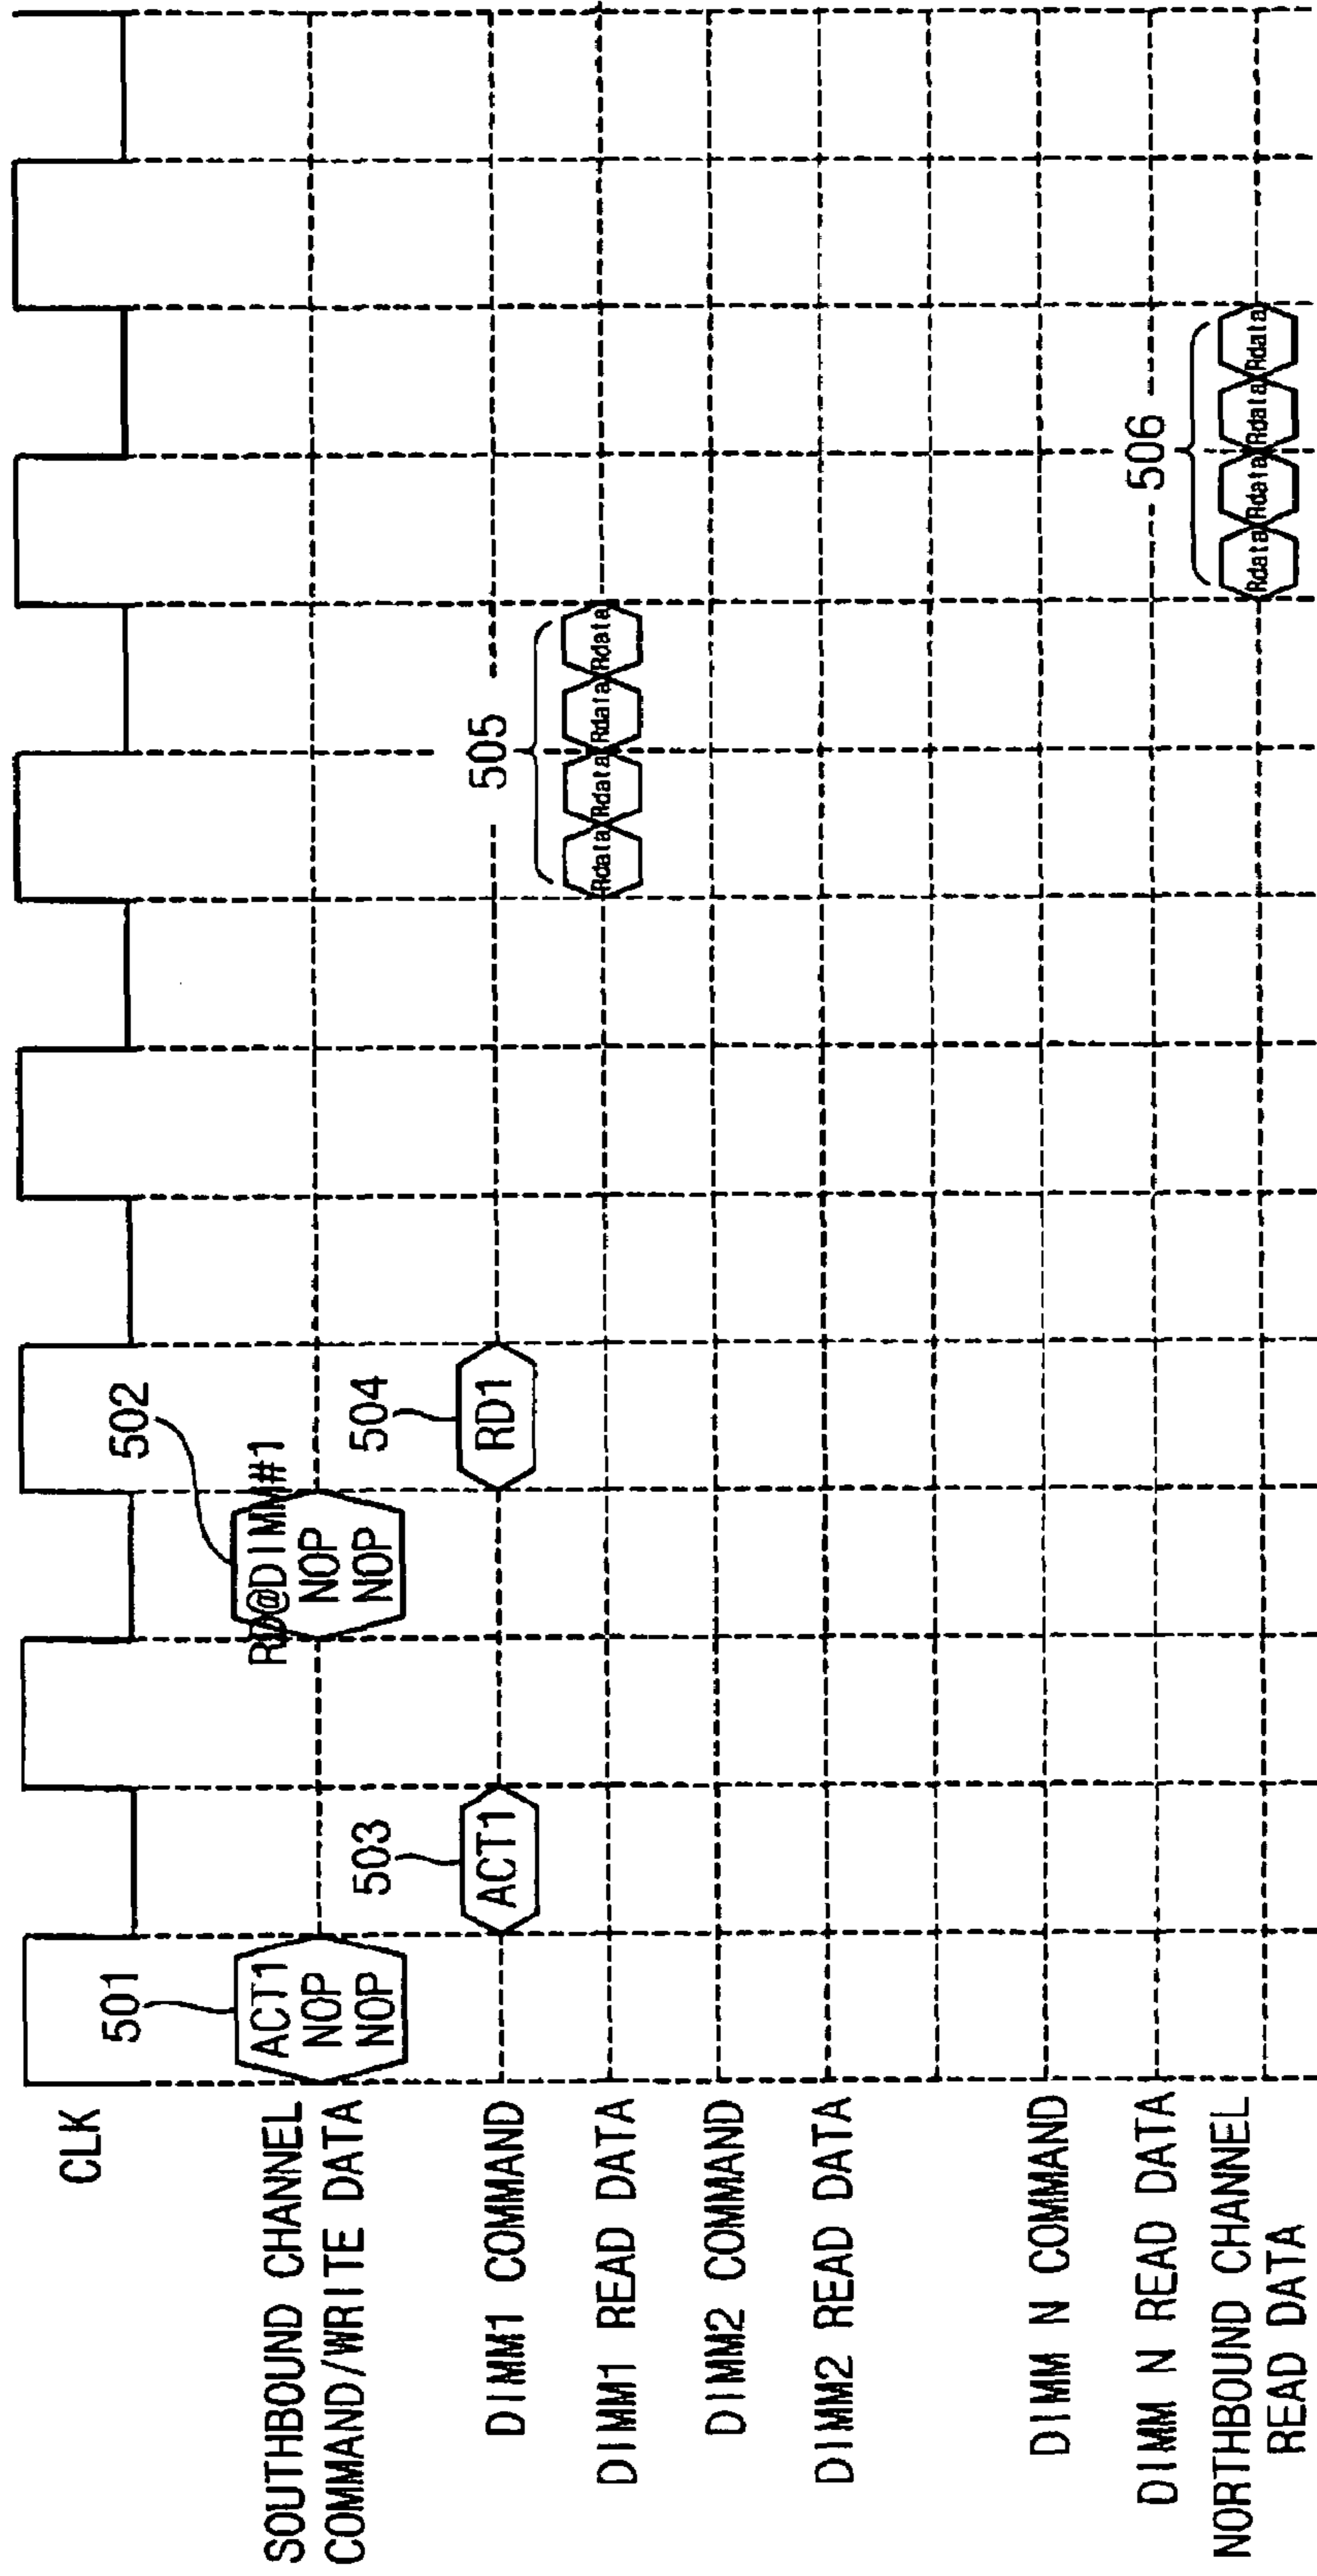 CLK
501
502
SOUTHBOUND CHANNEL
COMMAND/WRITE DATA
ACT1
NOP
NOP
RD@DIMM#1
NOP
NOP
503
504
505
DIMM1 COMMAND
ACT1
RD1
DIMM1 READ DATA
Rdata Rdata Rdata Rdata
DIMM2 COMMAND
DIMM2 READ DATA
DIMM N COMMAND
506
DIMM N READ DATA
NORTHBOUND CHANNEL
READ DATA
Rdata Rdata Rdata Rdata